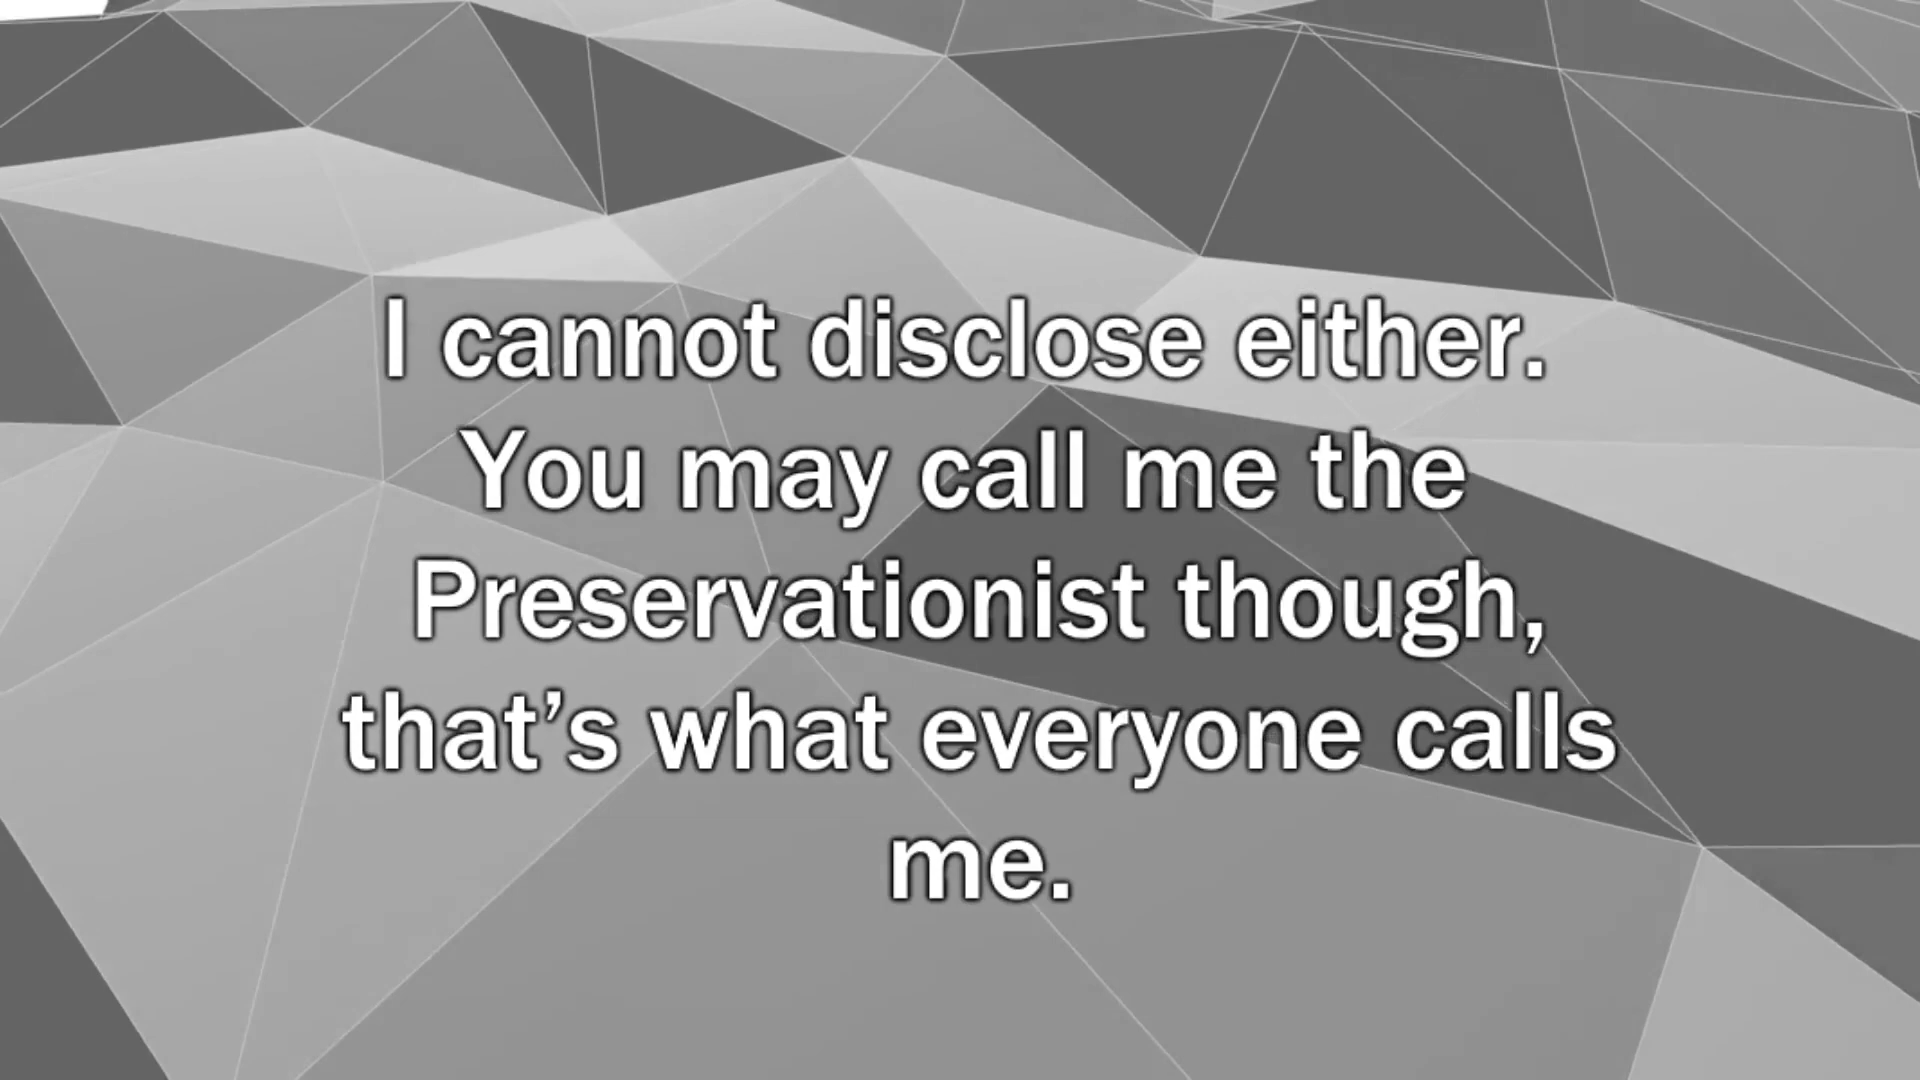 I cannot disclose either.
You may call me the
Preservationist though,
that’s what everyone calls
me.